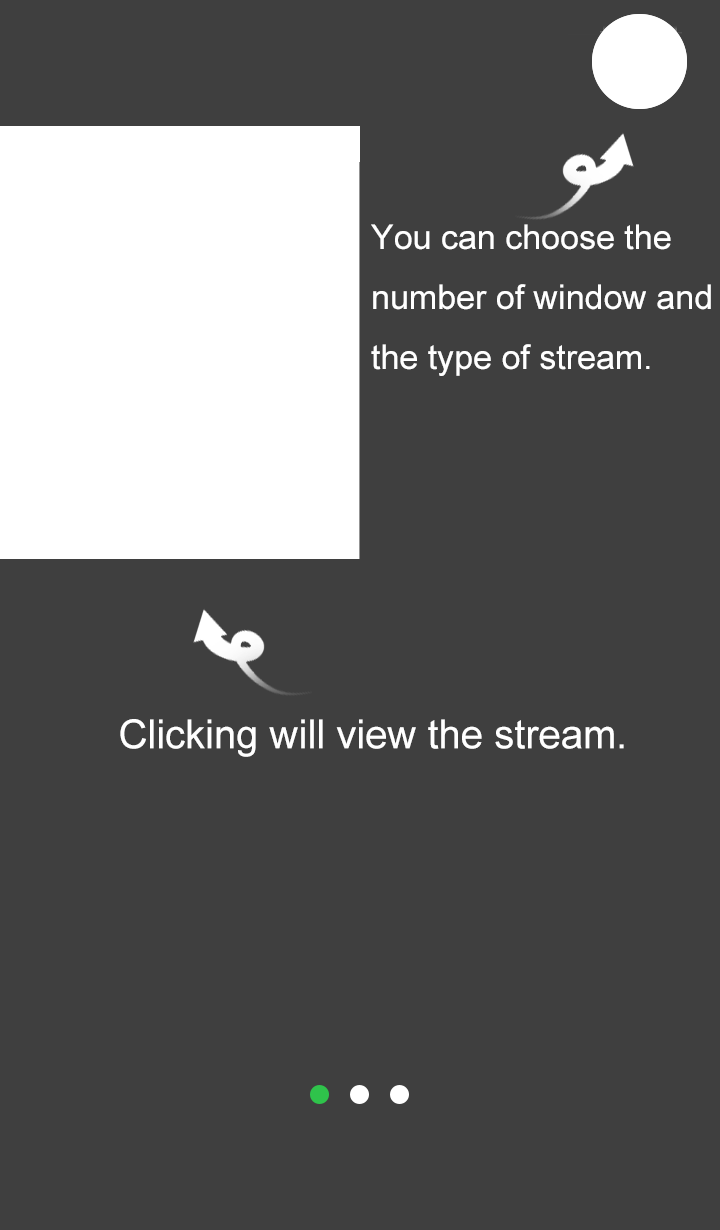 You can choose the
number of window and
the type of stream.
Clicking will view the stream.